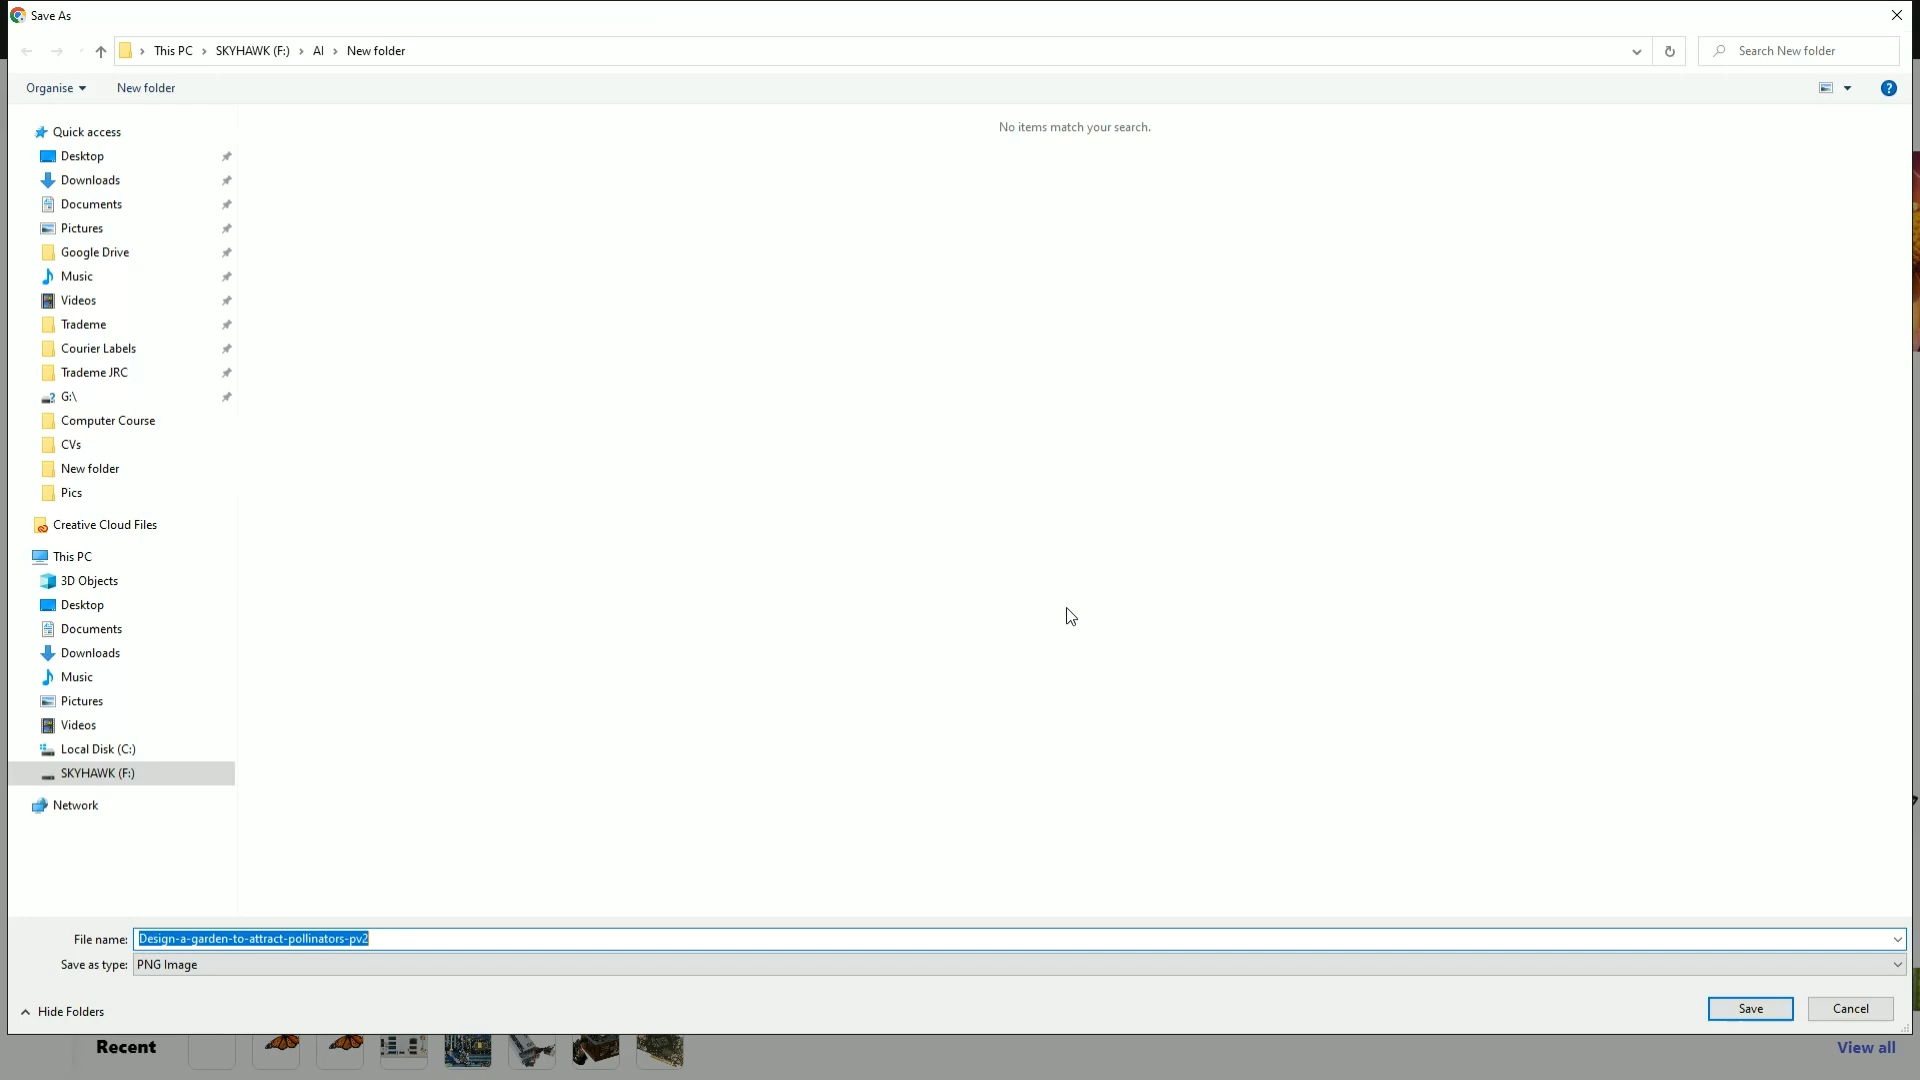 Save As
This PC > SKYHAWK (F:) > AI > New folder
Search New folder
Organise
New folder
No items match your search.
Quick access
Desktop
Downloads
Documents
Pictures
Google Drive
Music
Videos
Trademe
Courier Labels
Trademe JRC
G:\
Computer Course
CVs
New folder
Pics
Creative Cloud Files
This PC
3D Objects
Desktop
Documents
Downloads
Music
Pictures
Videos
Local Disk (C:)
SKYHAWK (F:)
Network
File name: Design-a-garden-to-attract-pollinators-pv2
Save as type: PNG Image
Hide Folders
Save
Cancel
Recent
View all